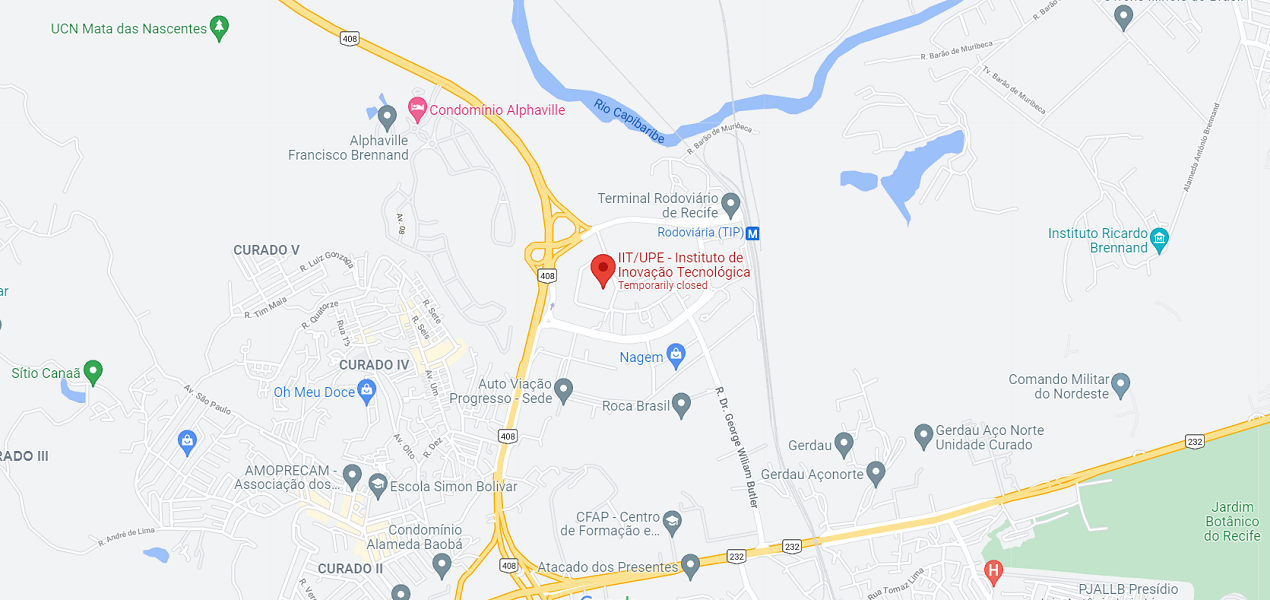 UCN Mata das Nascentes
408
R. Barão de Muribeca
R. Barão de Muribeca
Tv. Barão de Muribeca
Condomínio Alphaville
Rio Capibaribe
Alphaville
Francisco Brennand
R. Barão de Muribeca
Alameda Antônio Brennand
Terminal Rodoviário
de Recife
Rodoviária (TIP)
M
Av. 08
CURADO V
Instituto Ricardo
Brennand
R. Luiz Gonzaga
IIT/UPE - Instituto de
Inovação Tecnológica
Temporarily closed
408
ar
R. Tim Maia
R. Quatorze
R. Sete
R. Seis
Rua 15
Nagem
CURADO IV
Sítio Canaã
Oh Meu Doce
Av. Um
Auto Viação
Progresso - Sede
Roca Brasil
Comando Militar
do Nordeste
Av. São Paulo
R. Dr. George William Butler
408
Gerdau
Gerdau Aço Norte
Unidade Curado
232
Av. Oito
R. Dez
RADO III
AMOPRECAM -
Associação dos...
Escola Simon Bolivar
Gerdau Açonorte
R. André de Lima
Condomínio
Alameda Baobá
CFAP - Centro
de Formação e...
Jardim
Botânico
do Recife
232
232
408
Atacado dos Presentes
CURADO II
H
Rua Tomaz Lima
PJALLB Presídio